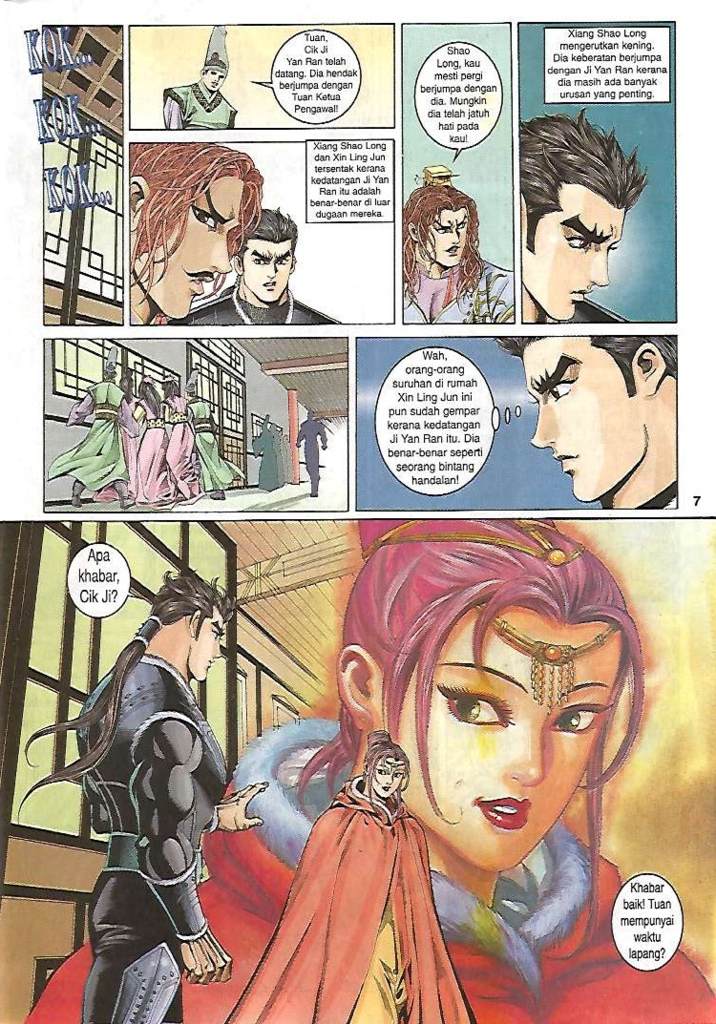 KOK...
KOK...
KOK...
Tuan,
Cik Ji
Yan Ran telah
datang. Dia hendak
berjumpa dengan
Tuan Ketua
Pengawal!
Xiang Shao Long
dan Xin Ling Jun
tersentak kerana
kedatangan Ji Yan
Ran itu adalah
benar-benar di luar
dugaan mereka.
Shao
Long, kau
mesti pergi
berjumpa dengan
dia. Mungkin
dia telah jatuh
hati pada
kau!
Xiang Shao Long
mengerutkan kening.
Dia keberatan berjumpa
dengan Ji Yan Ran kerana
dia masih ada banyak
urusan yang penting.
Wah,
orang-orang
suruhan di rumah
Xin Ling Jun ini
pun sudah gempar
kerana kedatangan
Ji Yan Ran itu. Dia
benar-benar seperti
seorang bintang
handalan!
7
Apa
khabar,
Cik Ji?
Khabar
baik! Tuan
mempunyai
waktu
lapang?